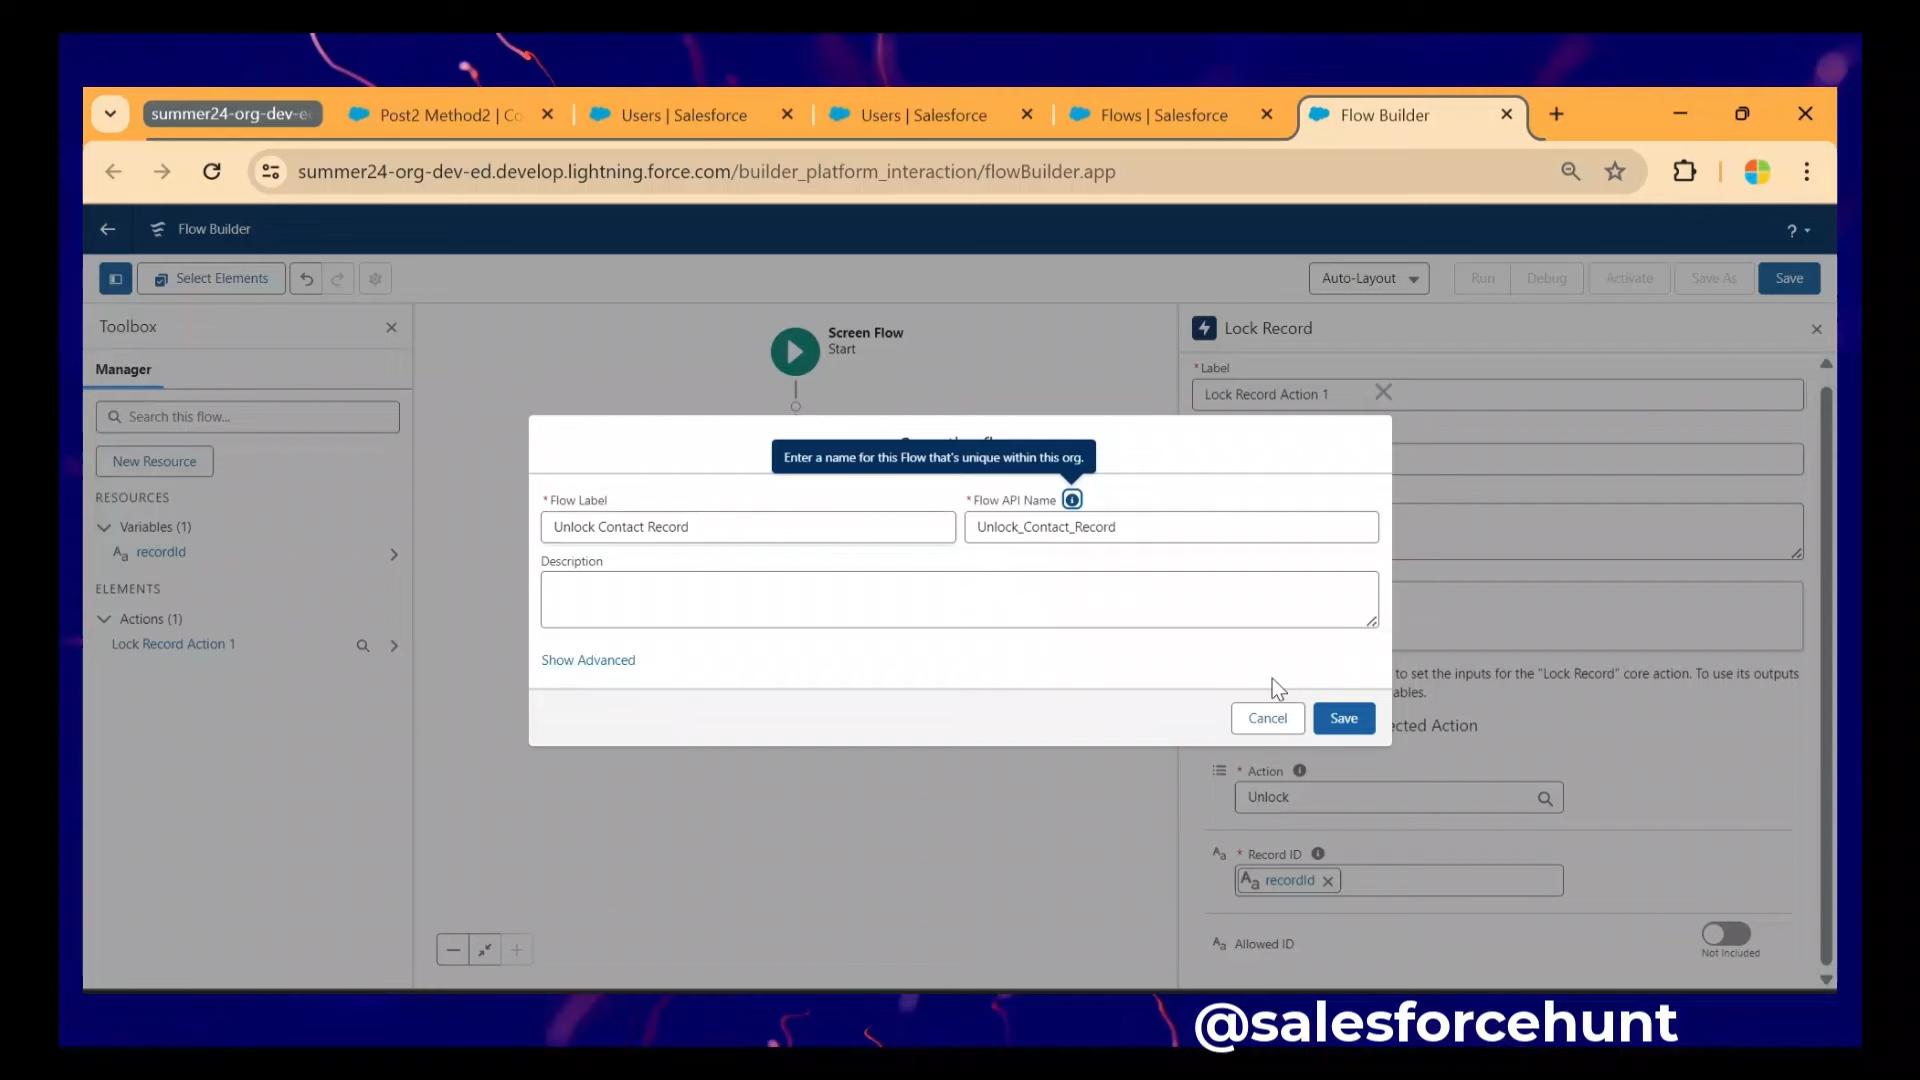 summer24-org-dev-e
Post2 Method2 | Co
Users | Salesforce
Users | Salesforce
Flows | Salesforce
Flow Builder
summer24-org-dev-ed.develop.lightning.force.com/builder_platform_interaction/flowBuilder.app
Flow Builder
?
Select Elements
Auto-Layout
Run
Debug
Activate
Save As
Save
Toolbox
Manager
Search this flow...
New Resource
RESOURCES
Variables (1)
Aa recordId
ELEMENTS
Actions (1)
Lock Record Action 1
Screen Flow
Start
Lock Record
* Label
Lock Record Action 1
Enter a name for this Flow that's unique within this org.
* Flow Label
* Flow API Name
Unlock Contact Record
Unlock_Contact_Record
Description
Show Advanced
Cancel
Save
to set the inputs for the "Lock Record" core action. To use its outputs
ables.
ected Action
* Action
Unlock
Aa * Record ID
Aa recordId
Aa Allowed ID
Not Included
@salesforcehunt